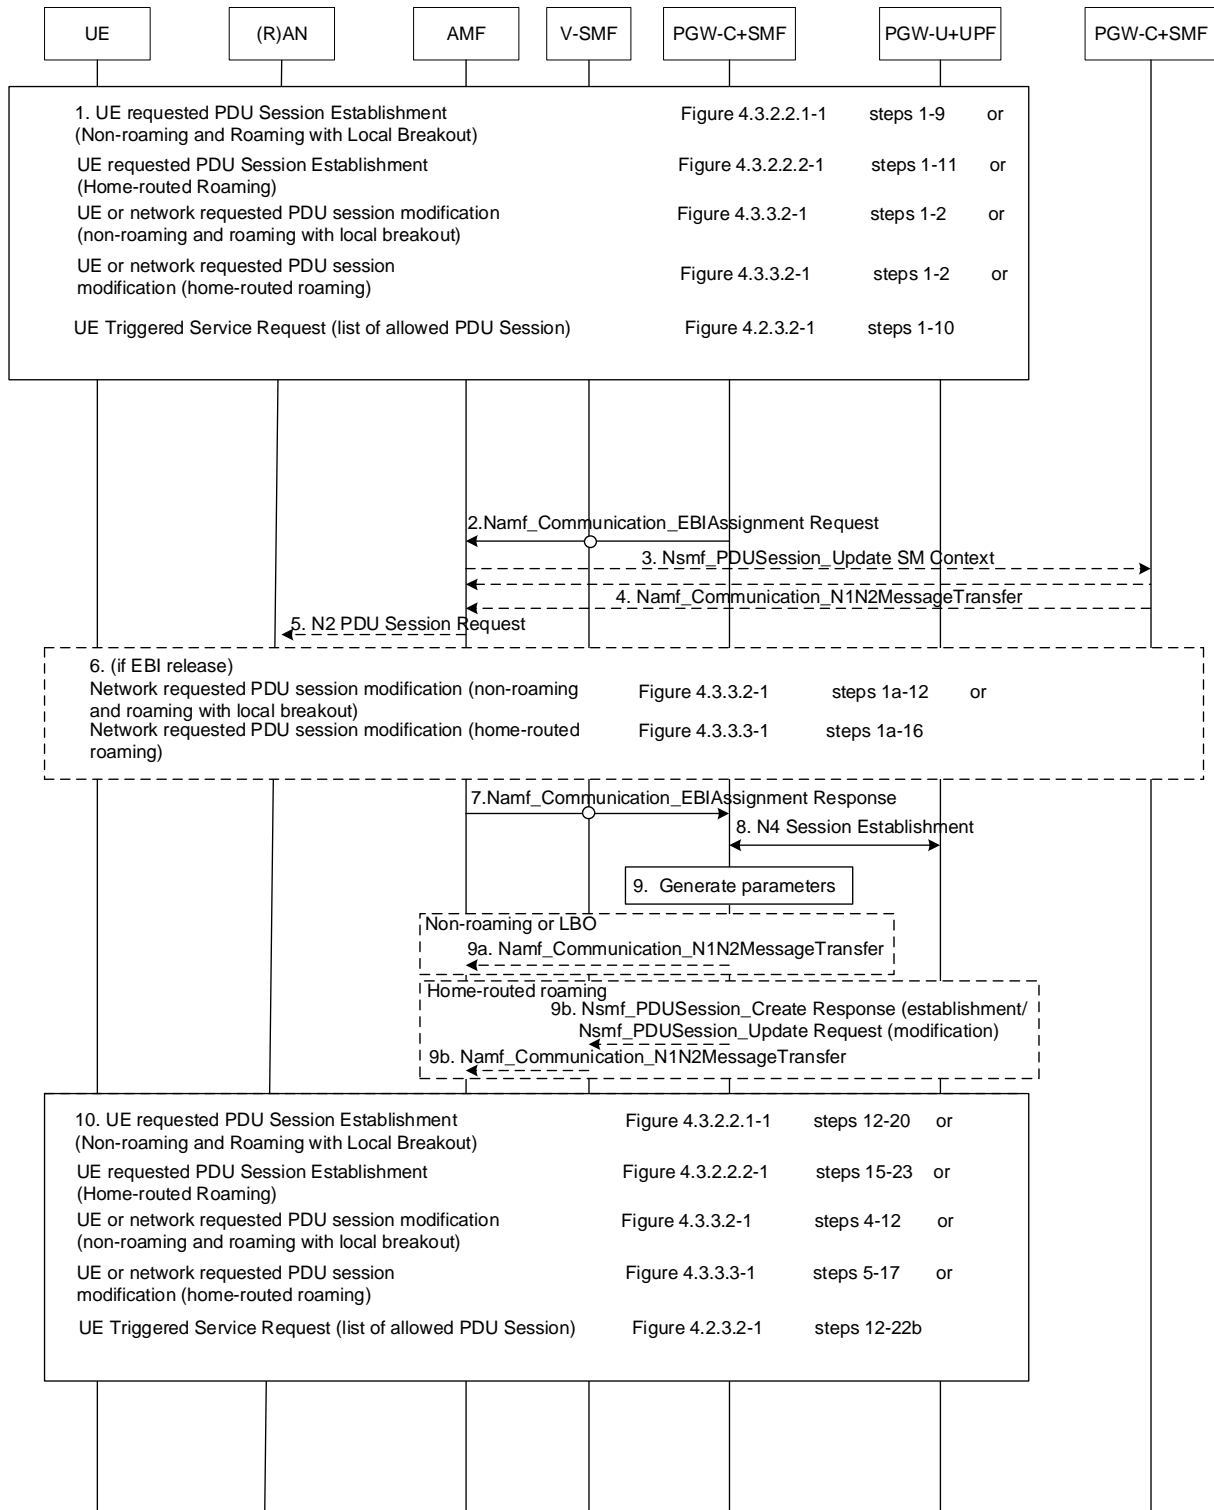 UE
(R)AN
AMF
V-SMF
PGW-C+SMF
PGW-U+UPF
PGW-C+SMF
1. UE requested PDU Session Establishment Figure 4.3.2.2.1-1 steps 1-9 or
(Non-roaming and Roaming with Local Breakout)
UE requested PDU Session Establishment Figure 4.3.2.2.2-1 steps 1-11 or
(Home-routed Roaming)
UE or network requested PDU session modification Figure 4.3.3.2-1 steps 1-2 or
(non-roaming and roaming with local breakout)
UE or network requested PDU session
modification (home-routed roaming) Figure 4.3.3.2-1 steps 1-2 or
UE Triggered Service Request (list of allowed PDU Session) Figure 4.2.3.2-1 steps 1-10
2.Namf_Communication_EBIAssignment Request
3. Nsmf_PDUSession_Update SM Context
4. Namf_Communication_N1N2MessageTransfer
5. N2 PDU Session Request
6. (if EBI release)
Network requested PDU session modification (non-roaming Figure 4.3.3.2-1 steps 1a-12 or
and roaming with local breakout)
Network requested PDU session modification (home-routed Figure 4.3.3.3-1 steps 1a-16
roaming)
7.Namf_Communication_EBIAssignment Response
8. N4 Session Establishment
9. Generate parameters
Non-roaming or LBO
9a. Namf_Communication_N1N2MessageTransfer
Home-routed roaming
9b. Nsmf_PDUSession_Create Response (establishment/
Nsmf_PDUSession_Update Request (modification)
9b. Namf_Communication_N1N2MessageTransfer
10. UE requested PDU Session Establishment Figure 4.3.2.2.1-1 steps 12-20 or
(Non-roaming and Roaming with Local Breakout)
UE requested PDU Session Establishment Figure 4.3.2.2.2-1 steps 15-23 or
(Home-routed Roaming)
UE or network requested PDU session modification Figure 4.3.3.2-1 steps 4-12 or
(non-roaming and roaming with local breakout)
UE or network requested PDU session Figure 4.3.3.3-1 steps 5-17 or
modification (home-routed roaming)
UE Triggered Service Request (list of allowed PDU Session) Figure 4.2.3.2-1 steps 12-22b